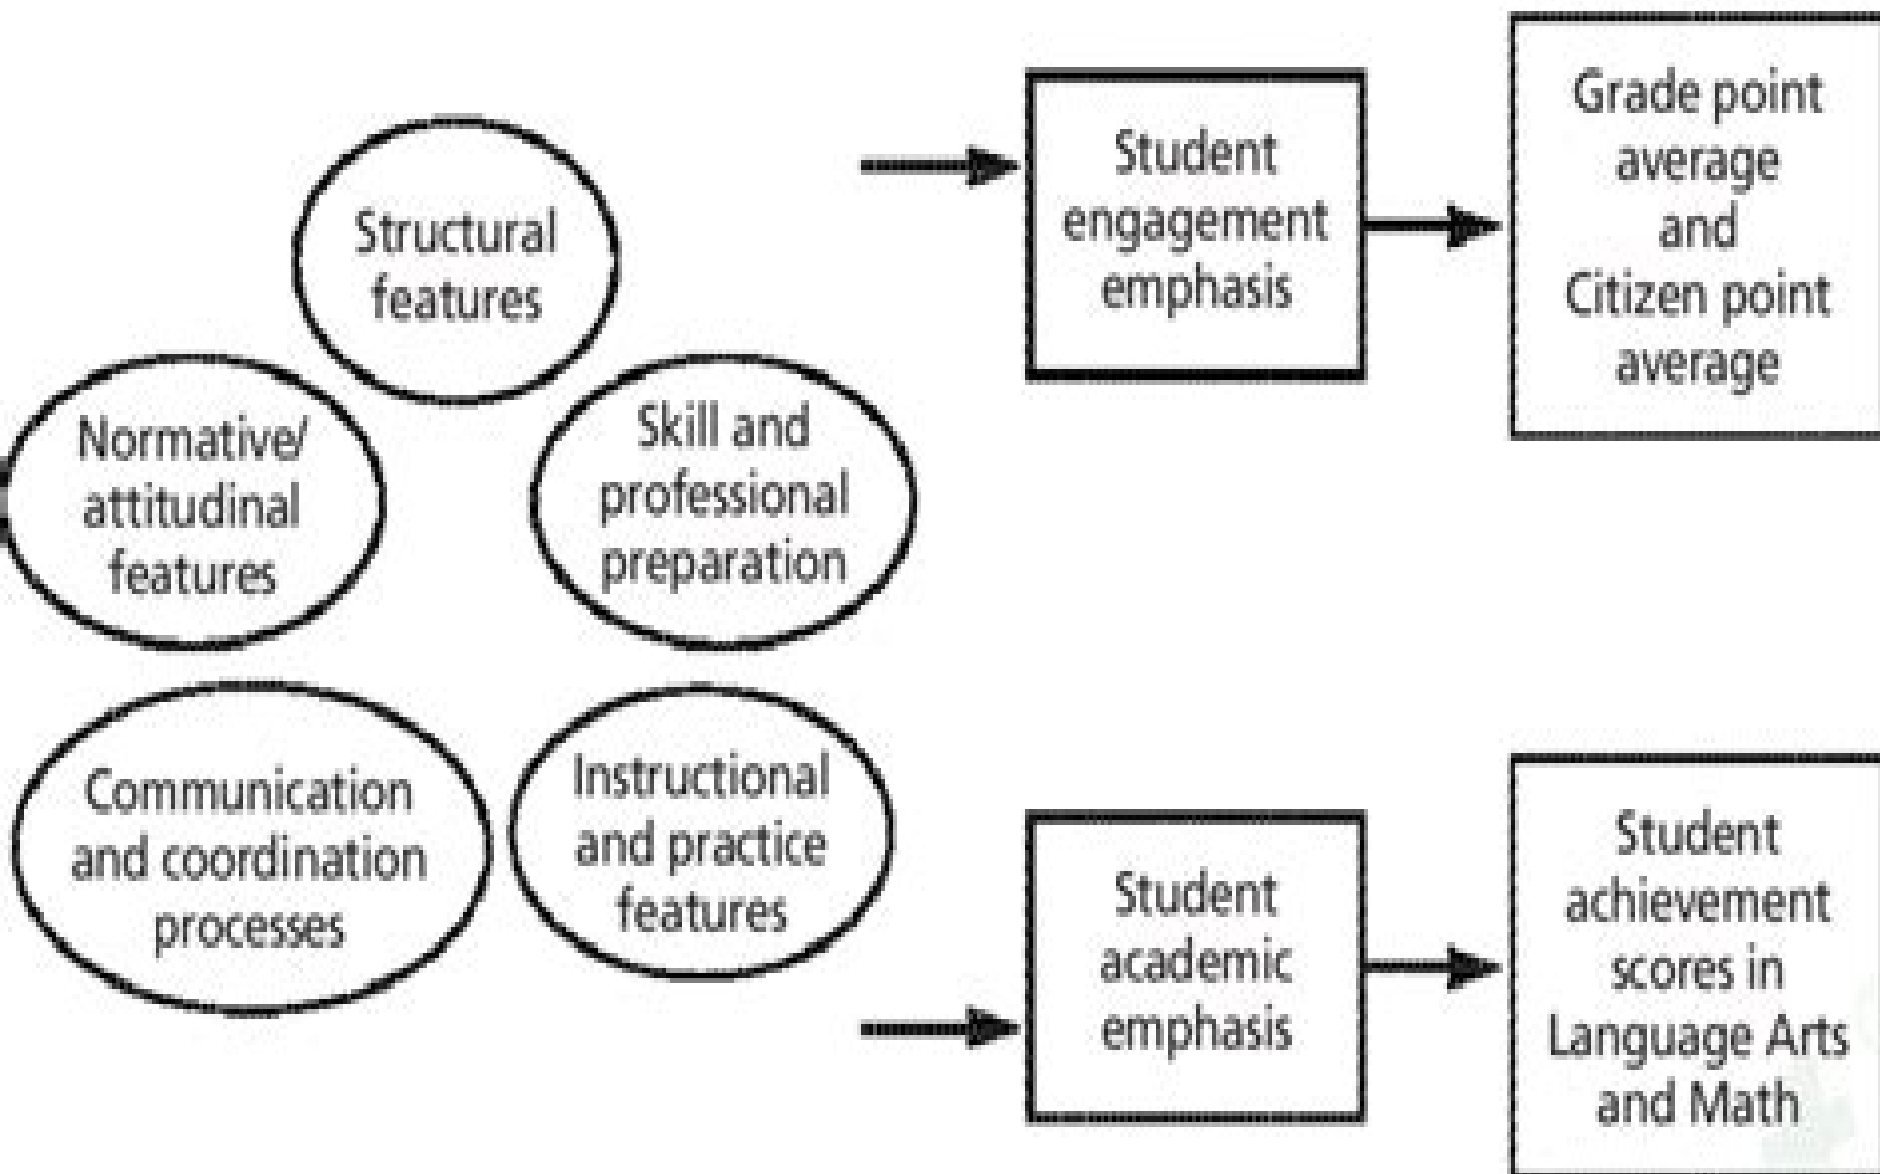 Structural
features
Normative/
attitudinal
features
Skill and
professional
preparation
Communication
and coordination
processes
Instructional
and practice
features
Student
engagement
emphasis
Grade point
average
and
Citizen point
average
Student
academic
emphasis
Student
achievement
scores in
Language Arts
and Math